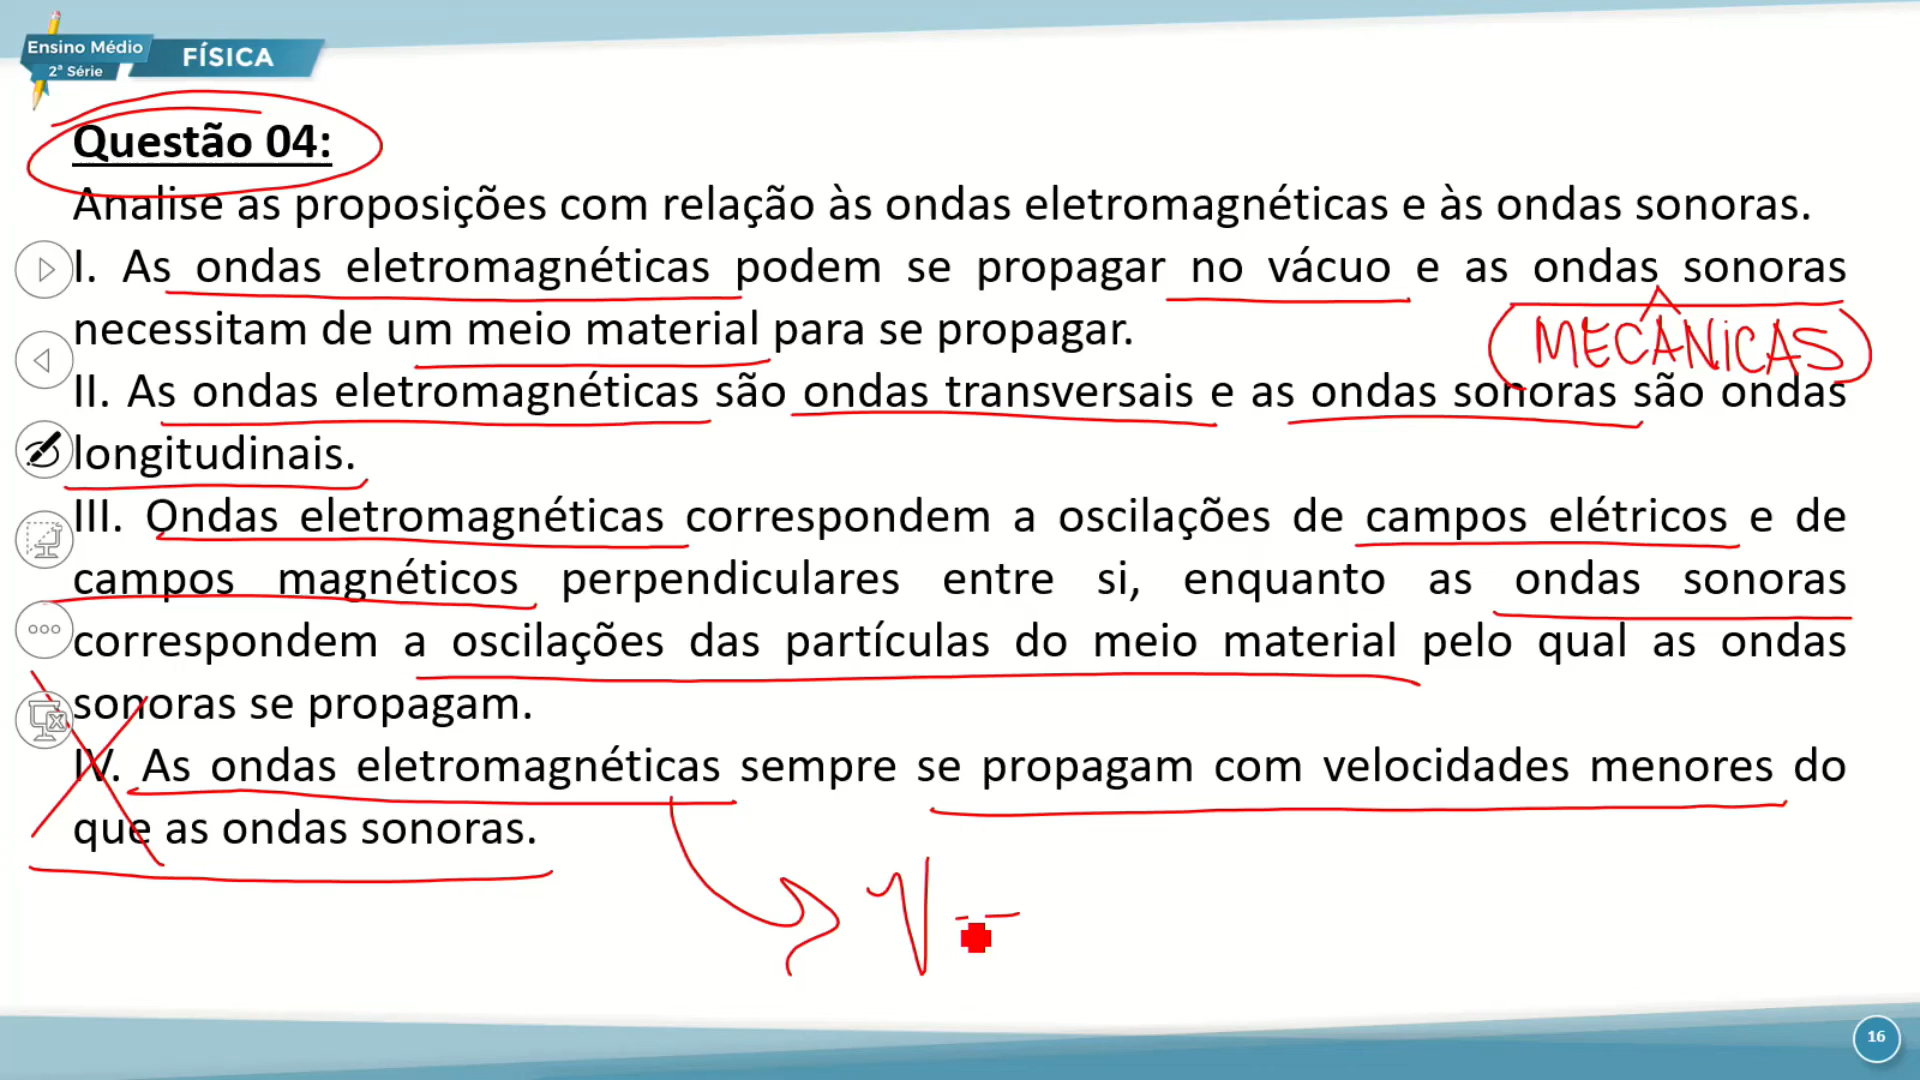 Ensino Médio
2ª Série
FÍSICA
Questão 04:
Analise as proposições com relação às ondas eletromagnéticas e às ondas sonoras.
I. As ondas eletromagnéticas podem se propagar no vácuo e as ondas sonoras
necessitam de um meio material para se propagar.
MECÂNICAS
II. As ondas eletromagnéticas são ondas transversais e as ondas sonoras são ondas
longitudinais.
III. Ondas eletromagnéticas correspondem a oscilações de campos elétricos e de
campos magnéticos perpendiculares entre si, enquanto as ondas sonoras
correspondem a oscilações das partículas do meio material pelo qual as ondas
sonoras se propagam.
IV. As ondas eletromagnéticas sempre se propagam com velocidades menores do
que as ondas sonoras.
V =
16